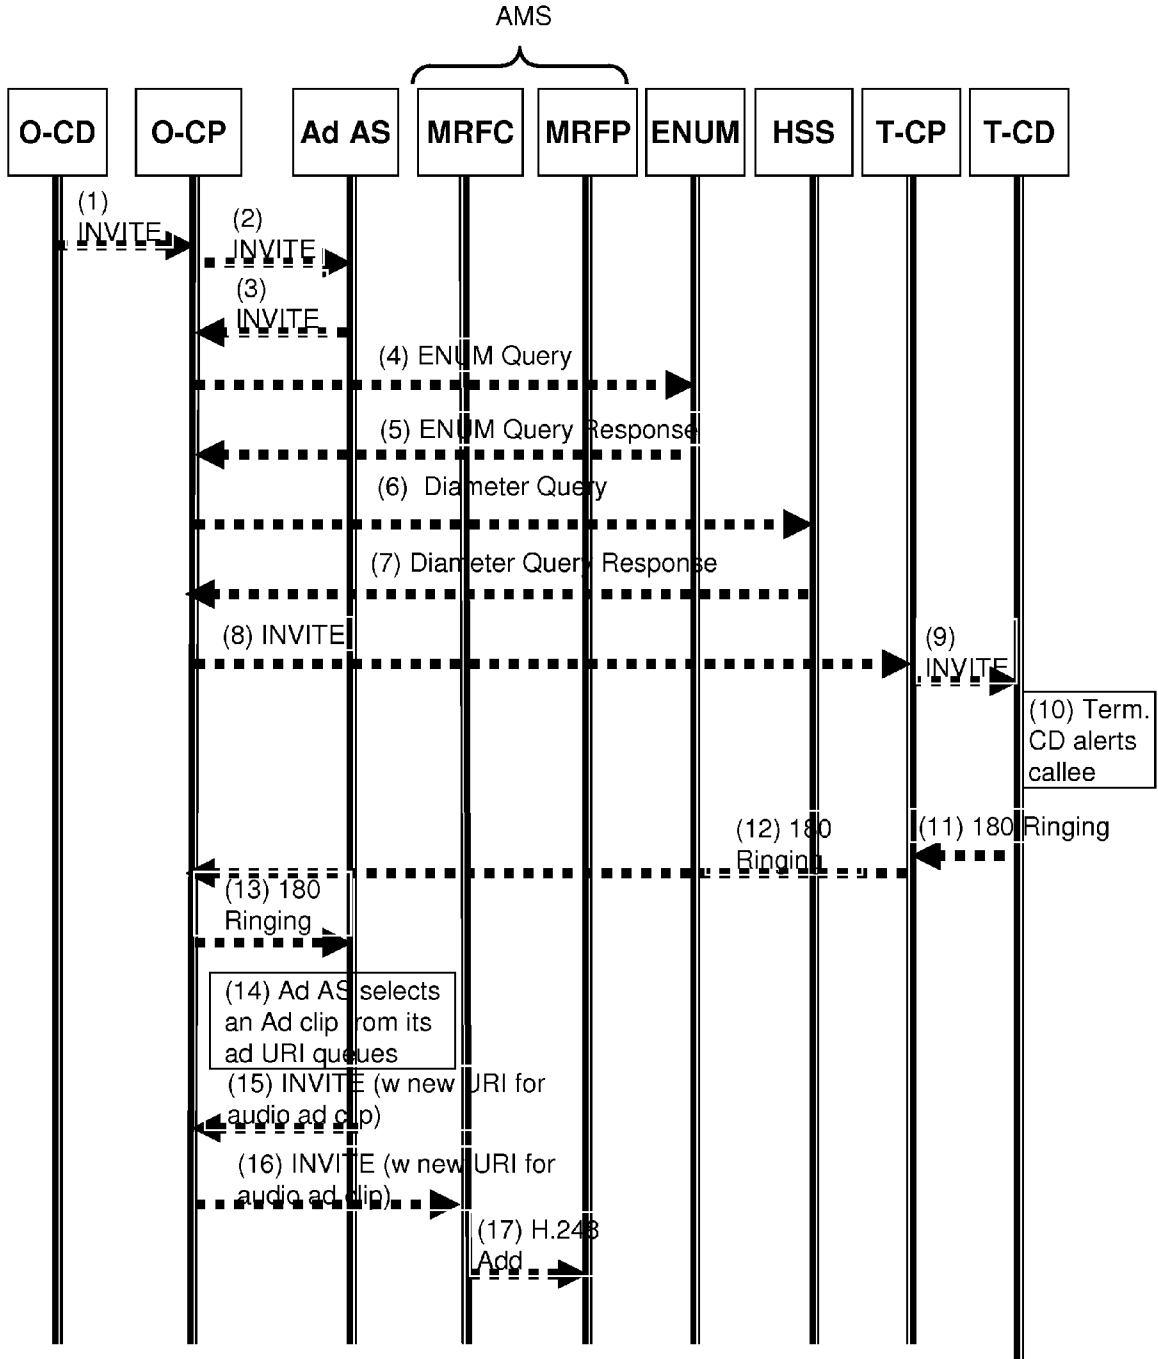 AMS
O-CD O-CP Ad AS MRFC MRFP ENUM HSS T-CP T-CD
(1)
INVITE
(2)
INVITE
(3)
INVITE
(4) ENUM Query
(5) ENUM Query Response
(6) Diameter Query
(7) Diameter Query Response
(8) INVITE
(9)
INVITE
(10) Term.
CD alerts
callee
(11) 180 Ringing
(12) 180
Ringing
(13) 180
Ringing
(14) Ad AS selects
an Ad clip from its
ad URI queues
(15) INVITE (w new URI for
audio ad clip)
(16) INVITE (w new URI for
audio ad clip)
(17) H.248
Add